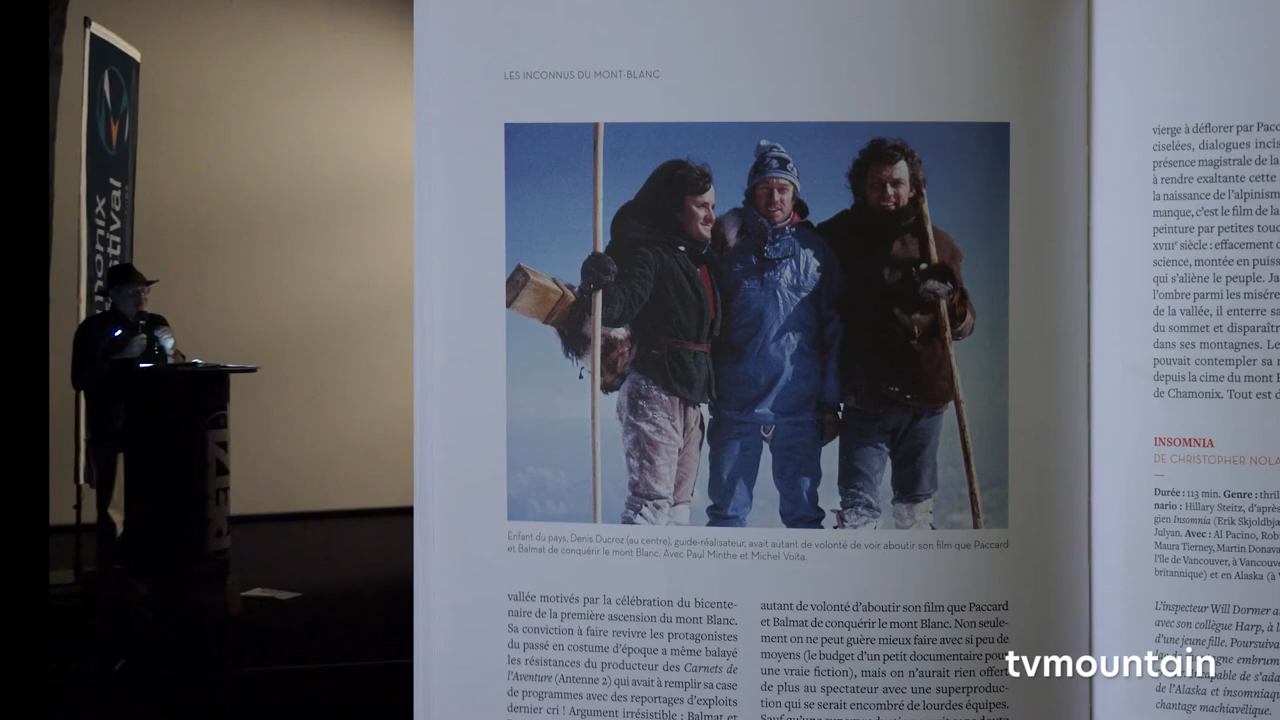 LES INCONNUS DU MONT-BLANC
Enfant du pays, Denis Ducroz (au centre), guide-réalisateur, avait autant de volonté de voir aboutir son film que Paccard
et Balmat de conquérir le mont Blanc. Avec Paul Minthe et Michel Voita.
vallée motivés par la célébration du bicente-
naire de la première ascension du mont Blanc.
Sa conviction à faire revivre les protagonistes
du passé en costume d'époque a même balayé
les résistances du producteur des Carnets de
l'Aventure (Antenne 2) qui avait à remplir sa case
de programmes avec des reportages d'exploits
dernier cri ! Argument irrésistible : Balmat et
autant de volonté d'aboutir son film que Paccard
et Balmat de conquérir le mont Blanc. Non seule-
ment on ne peut guère mieux faire avec si peu de
moyens (le budget d'un petit documentaire pour
une vraie fiction), mais on n'aurait rien offert
de plus au spectateur avec une superproduc-
tion qui se serait encombré de lourdes équipes.
vierge à déflorer par Pacc
ciselées, dialogues incis
présence magistrale de la
à rendre exaltante cette
la naissance de l'alpinism
manque, c'est le film de la
peinture par petites touc
XVIIIe siècle : effacement d
science, montée en puiss
qui s'aliène le peuple. Ja
l'ombre parmi les misére
de la vallée, il enterre sa
du sommet et disparaît
dans ses montagnes. Le
pouvait contempler sa
depuis la cime du mont B
de Chamonix. Tout est d
INSOMNIA
DE CHRISTOPHER NOLA
Durée : 113 min. Genre : thril
nario : Hillary Steitz, d'après
gien Insomnia (Erik Skjoldbj
Julyan. Avec : Al Pacino, Rob
Maura Tierney, Martin Donava
l'île de Vancouver, à Vancouve
britannique) et en Alaska (à
L'inspecteur Will Dormer a
avec son collègue Harp, à l
d'une jeune fille. Poursuiva
de l'Alaska et insomniaq
chantage machiavélique.
tvmountain
monix
stival